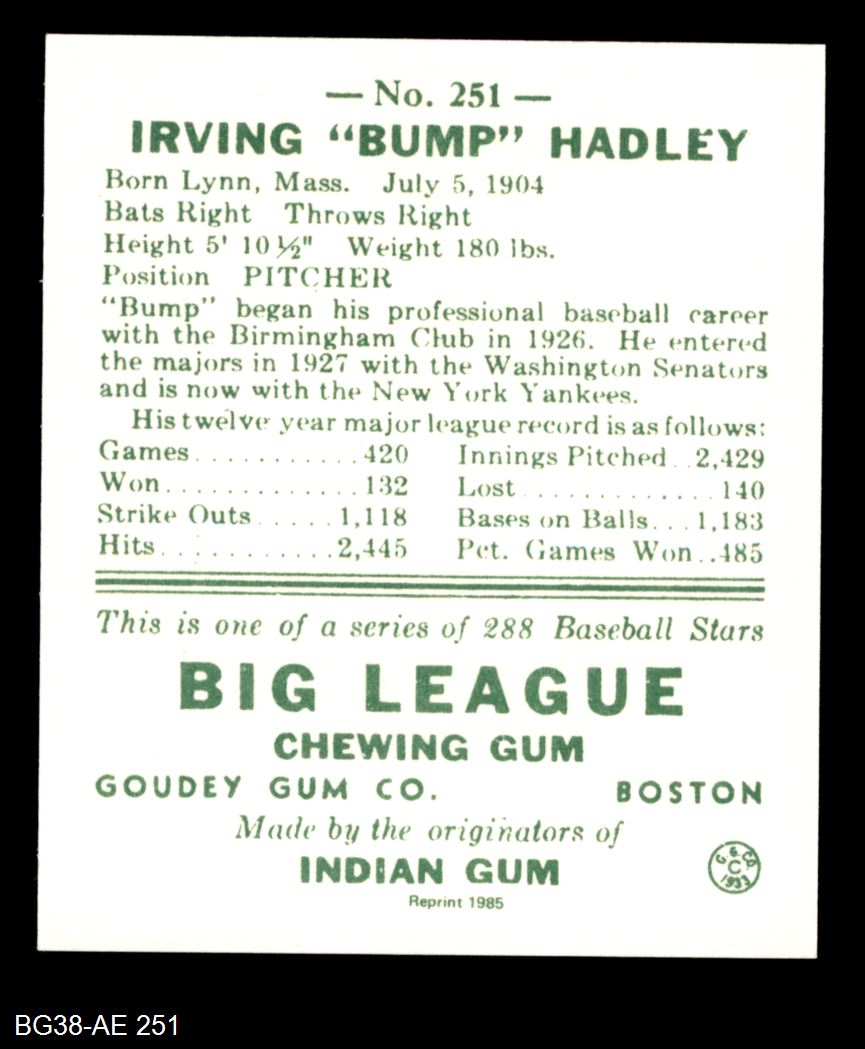 — No. 251 —
IRVING “BUMP” HADLEY
Born Lynn, Mass. July 5, 1904
Bats Right Throws Right
Height 5' 10½" Weight 180 lbs.
Position PITCHER
“Bump” began his professional baseball career
with the Birmingham Club in 1926. He entered
the majors in 1927 with the Washington Senators
and is now with the New York Yankees.
His twelve year major league record is as follows:
Games............420 Innings Pitched..2,429
Won.............132 Lost.............140
Strike Outs.....1,118 Bases on Balls...1,183
Hits............2,445 Pct. Games Won...485
This is one of a series of 288 Baseball Stars
BIG LEAGUE
CHEWING GUM
GOUDEY GUM CO. BOSTON
Made by the originators of
INDIAN GUM
G. G. CO.
C
1933
Reprint 1985
BG38-AE 251